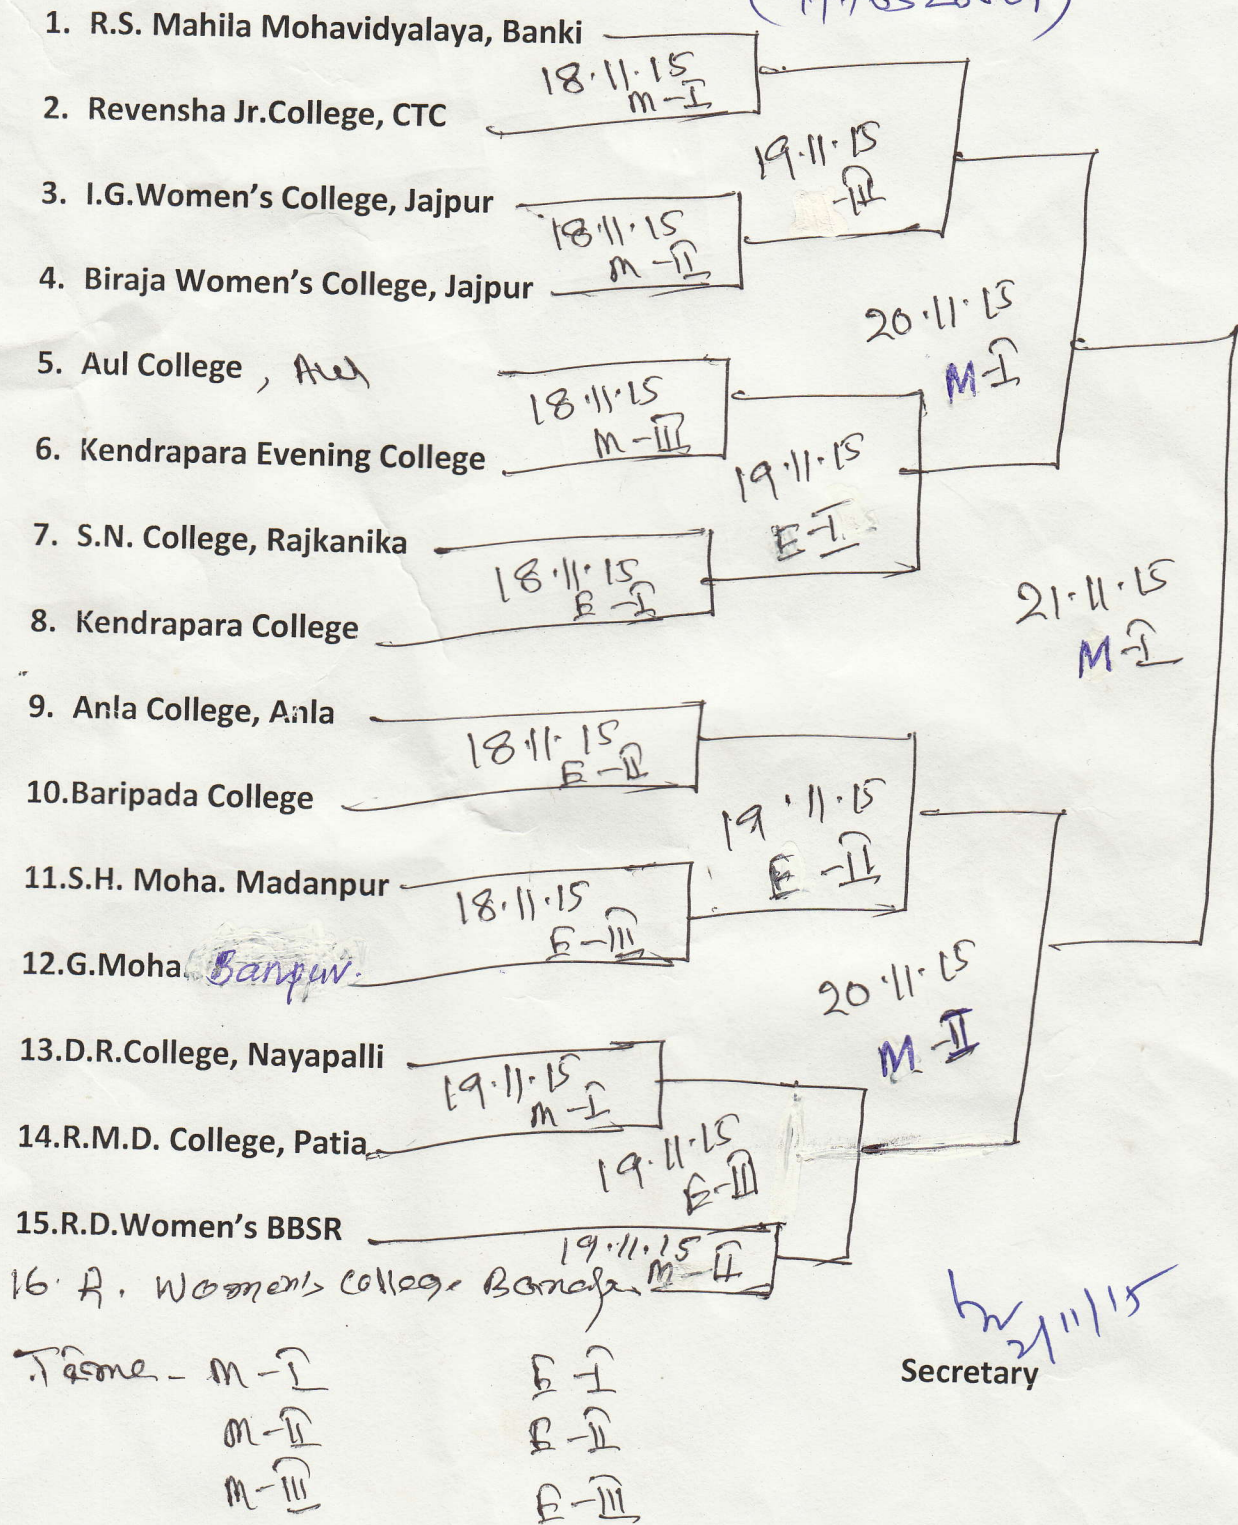 1. R.S. Mahila Mohavidyalaya, Banki
18.11.15
M-I
2. Revensha Jr.College, CTC
19.11.15
-III
3. I.G.Women's College, Jajpur
18.11.15
M-II
4. Biraja Women's College, Jajpur
20.11.15
M-I
5. Aul College, Aul
18.11.15
M-III
6. Kendrapara Evening College
19.11.15
E-I
7. S.N. College, Rajkanika
18.11.15
E-I
21.11.15
M-I
8. Kendrapara College
9. Anla College, Anla
18.11.15
E-II
10.Baripada College
19.11.15
E-II
11.S.H. Moha. Madanpur
18.11.15
E-III
12.G.Moha. Banpur.
20.11.15
M-II
13.D.R.College, Nayapalli
19.11.15
M-I
14.R.M.D. College, Patia
19.11.15
E-III
15.R.D.Women's BBSR
19.11.15
M-II
16. A. Women's College
2/11/15
Secretary
Time - M-I E-I
M-II E-II
M-III E-III